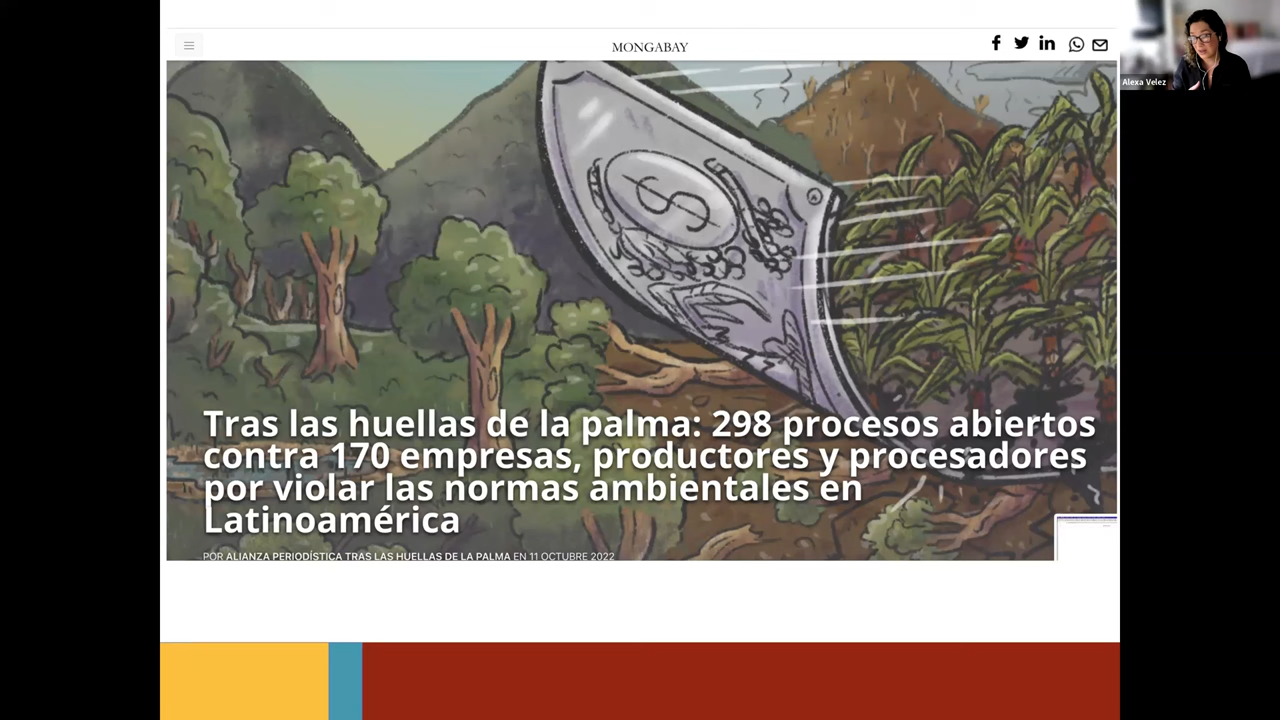 MONGABAY
Alexa Velez
Tras las huellas de la palma: 298 procesos abiertos
contra 170 empresas, productores y procesadores
por violar las normas ambientales en
Latinoamérica
POR ALIANZA PERIODÍSTICA TRAS LAS HUELLAS DE LA PALMA EN 11 OCTUBRE 2022